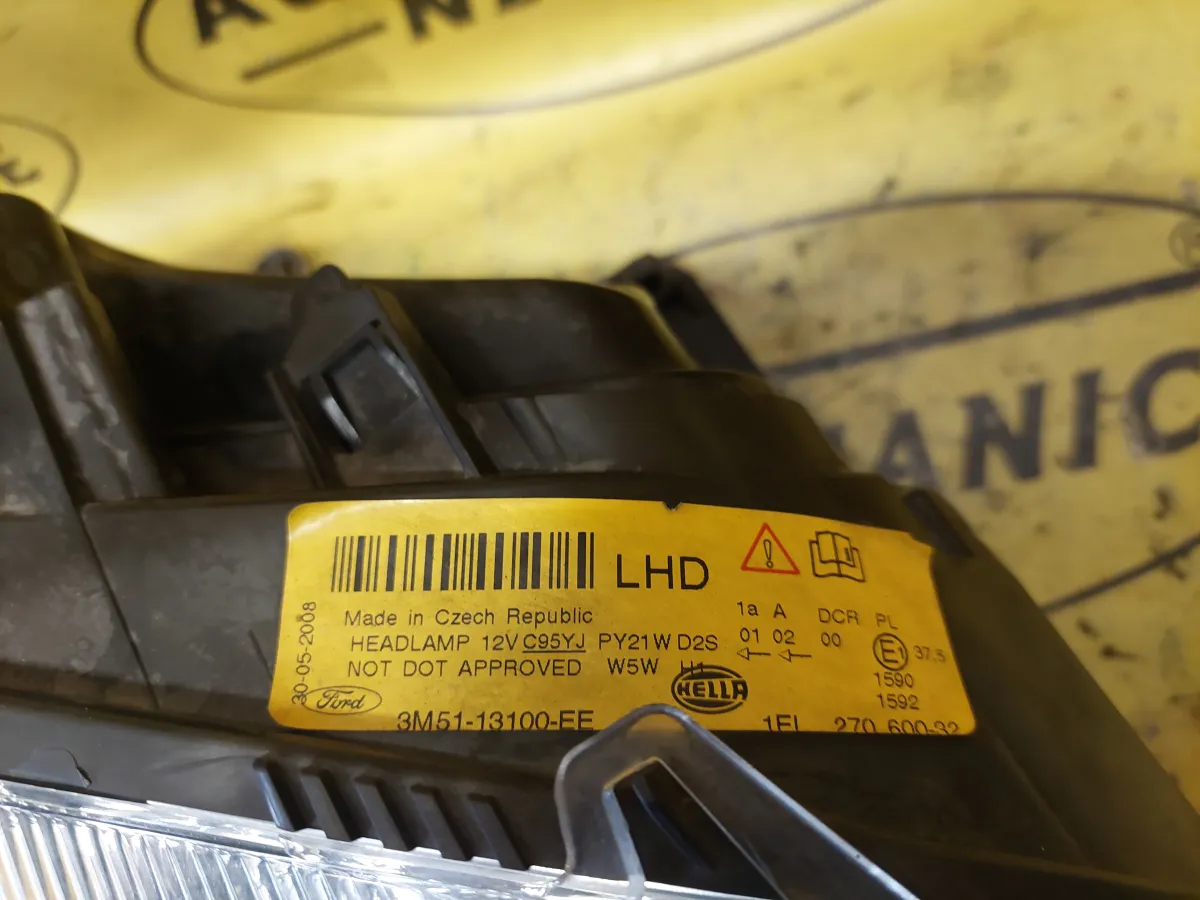 ANIC
LHD
Made in Czech Republic
HEADLAMP 12V C95YJ PY21W D2S
NOT DOT APPROVED W5W H1
30-05-2008
Ford
3M51-13100-EE
HELLA
1a A DCR PL
01 02 00 E1 37.5
1590
1592
270 600-32